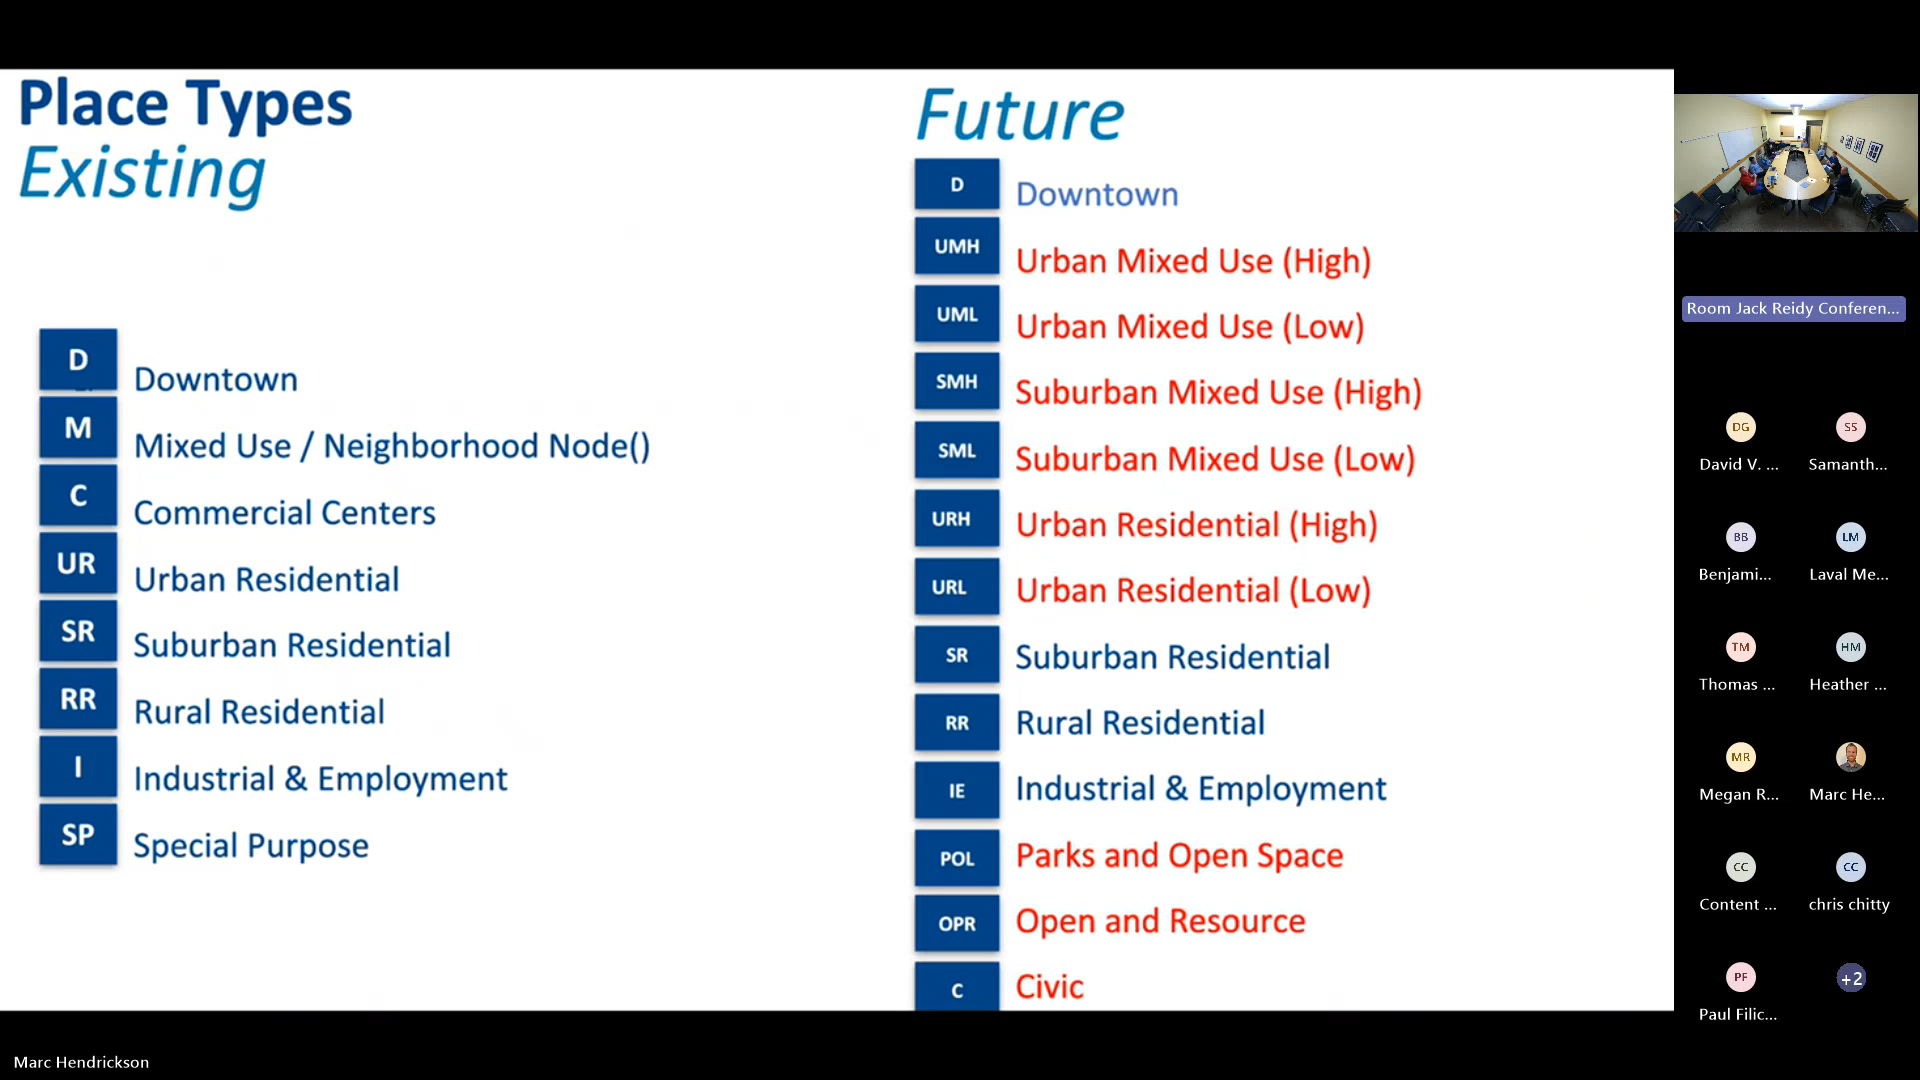 Place Types
Existing
D
Downtown
M
Mixed Use / Neighborhood Node()
C
Commercial Centers
UR
Urban Residential
SR
Suburban Residential
RR
Rural Residential
I
Industrial & Employment
SP
Special Purpose
Future
D
Downtown
UMH
Urban Mixed Use (High)
UML
Urban Mixed Use (Low)
SMH
Suburban Mixed Use (High)
SML
Suburban Mixed Use (Low)
URH
Urban Residential (High)
URL
Urban Residential (Low)
SR
Suburban Residential
RR
Rural Residential
IE
Industrial & Employment
POL
Parks and Open Space
OPR
Open and Resource
C
Civic
Room Jack Reidy Conferen...
DG
David V. ...
SS
Samanth...
BB
Benjami...
LM
Laval Me...
TM
Thomas ...
HM
Heather ...
MR
Megan R...
Marc He...
CC
Content ...
CC
chris chitty
PF
Paul Filic...
+2
Marc Hendrickson